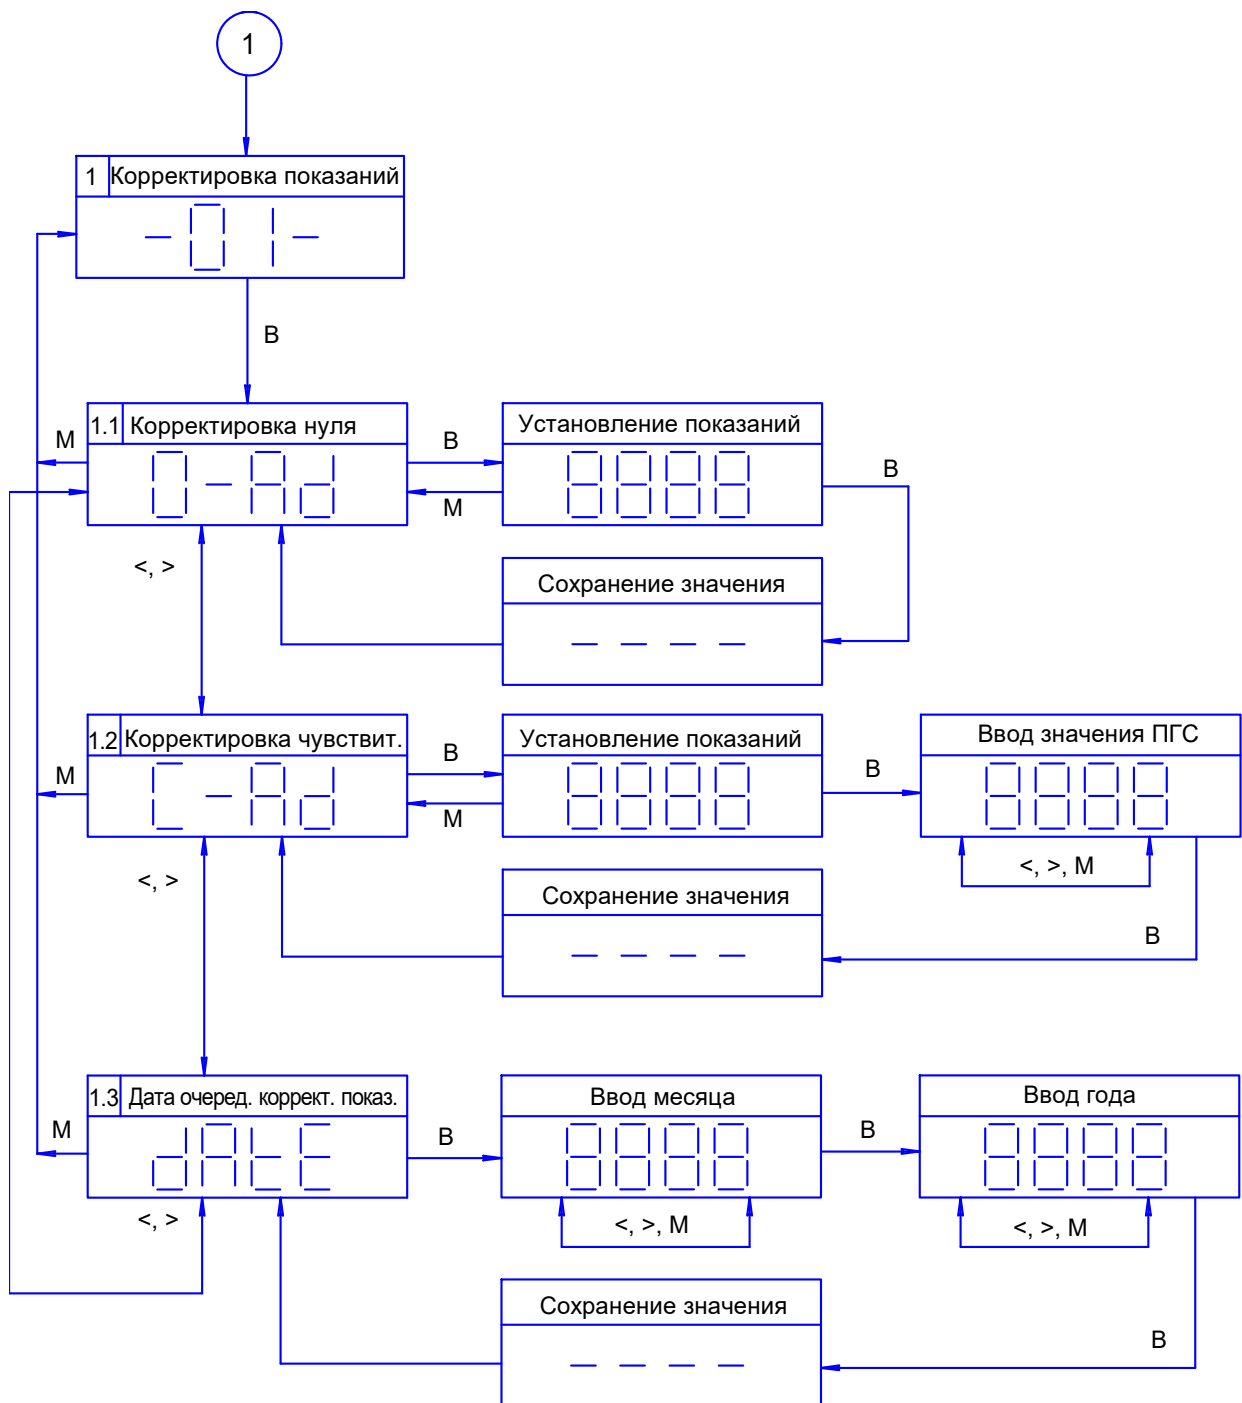 1
1 Корректировка показаний
-01-
В
1.1 Корректировка нуля
0-Ad
М
В
М
Установление показаний
8888
В
<, >
Сохранение значения
- - - -
1.2 Корректировка чувствит.
C-Ad
М
В
М
Установление показаний
8888
В
Ввод значения ПГС
8888
<, >, М
<, >
Сохранение значения
- - - -
В
1.3 Дата очеред. коррект. показ.
dAtE
М
В
Ввод месяца
8888
В
Ввод года
8888
<, >
<, >, М
<, >, М
Сохранение значения
- - - -
В